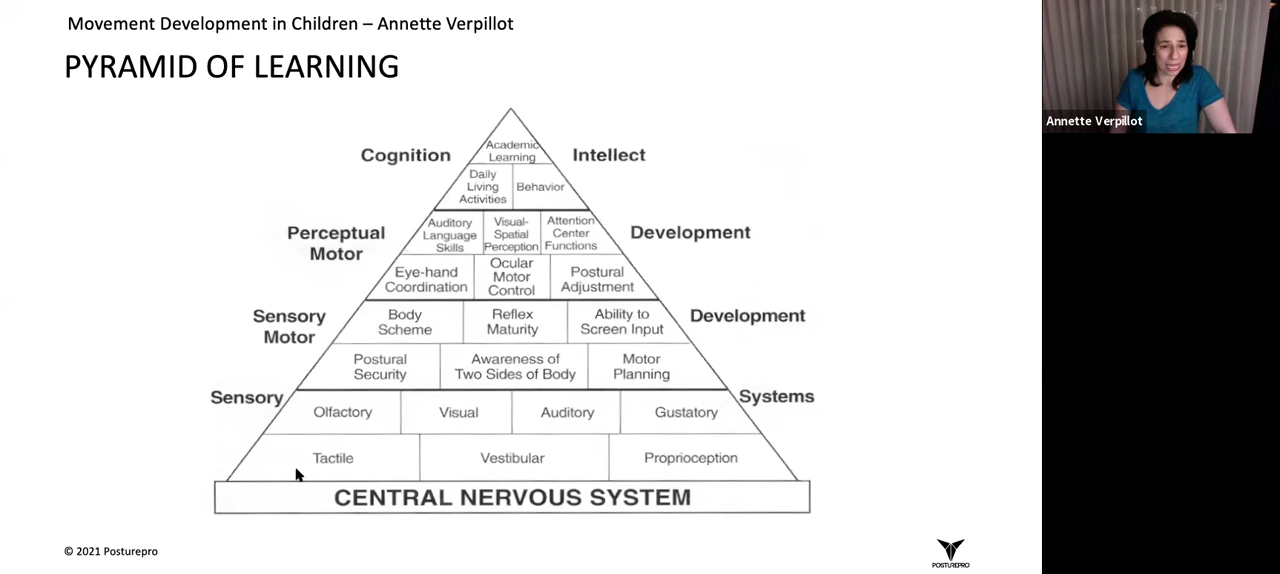 Movement Development in Children – Annette Verpillot
PYRAMID OF LEARNING
Annette Verpillot
Cognition
Academic
Learning
Intellect
Daily
Living
Activities
Behavior
Perceptual
Motor
Auditory
Language
Skills
Visual-
Spatial
Perception
Attention
Center
Functions
Development
Eye-hand
Coordination
Ocular
Motor
Control
Postural
Adjustment
Sensory
Motor
Body
Scheme
Reflex
Maturity
Ability to
Screen Input
Development
Postural
Security
Awareness of
Two Sides of Body
Motor
Planning
Sensory
Systems
Olfactory
Visual
Auditory
Gustatory
Tactile
Vestibular
Proprioception
CENTRAL NERVOUS SYSTEM
© 2021 Posturepro
POSTUREPRO